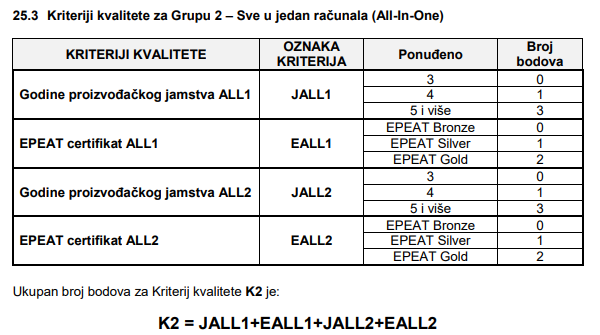 25.3 Kriteriji kvalitete za Grupu 2 – Sve u jedan računala (All-In-One)
KRITERIJI KVALITETE OZNAKA KRITERIJA Ponuđeno Broj bodova
Godine proizvođačkog jamstva ALL1 JALL1 3 0
4 1
5 i više 3
EPEAT certifikat ALL1 EALL1 EPEAT Bronze 0
EPEAT Silver 1
EPEAT Gold 2
Godine proizvođačkog jamstva ALL2 JALL2 3 0
4 1
5 i više 3
EPEAT certifikat ALL2 EALL2 EPEAT Bronze 0
EPEAT Silver 1
EPEAT Gold 2
Ukupan broj bodova za Kriterij kvalitete K2 je:
K2 = JALL1+EALL1+JALL2+EALL2